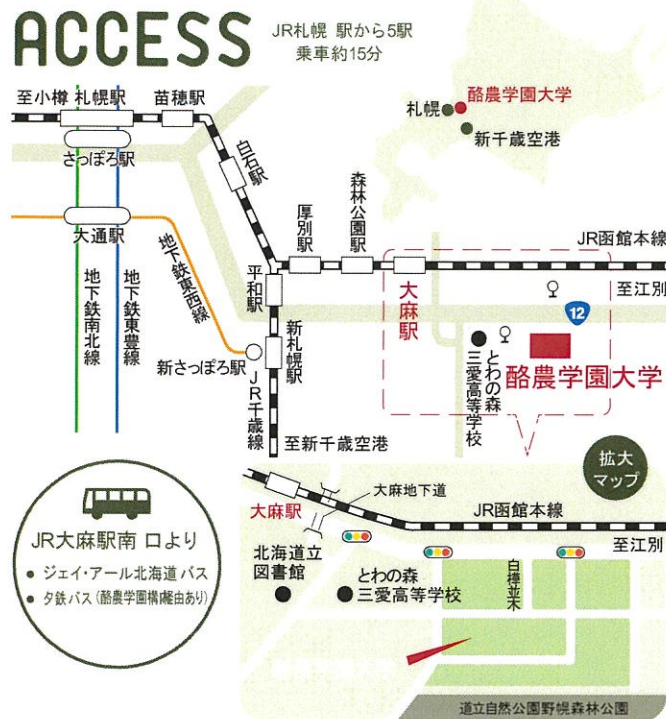 ACCESS
JR札幌 駅から5駅
乗車約15分
至小樽
札幌駅
苗穂駅
さっぽろ駅
白石駅
大通駅
地下鉄南北線
地下鉄東豊線
地下鉄東西線
平和駅
厚別駅
森林公園駅
大麻駅
新札幌駅
新さっぽろ駅
JR千歳線
至新千歳空港
札幌
酪農学園大学
新千歳空港
JR函館本線
至江別
12
とわの森
三愛高等学校
酪農学園大学
拡大
マップ
JR大麻駅南 口より
ジェイ・アール北海道 バス
夕鉄バス (酪農学園構内経由あり)
大麻駅
大麻地下道
JR函館本線
至江別
北海道立
図書館
とわの森
三愛高等学校
白樺並木
道立自然公園野幌森林公園